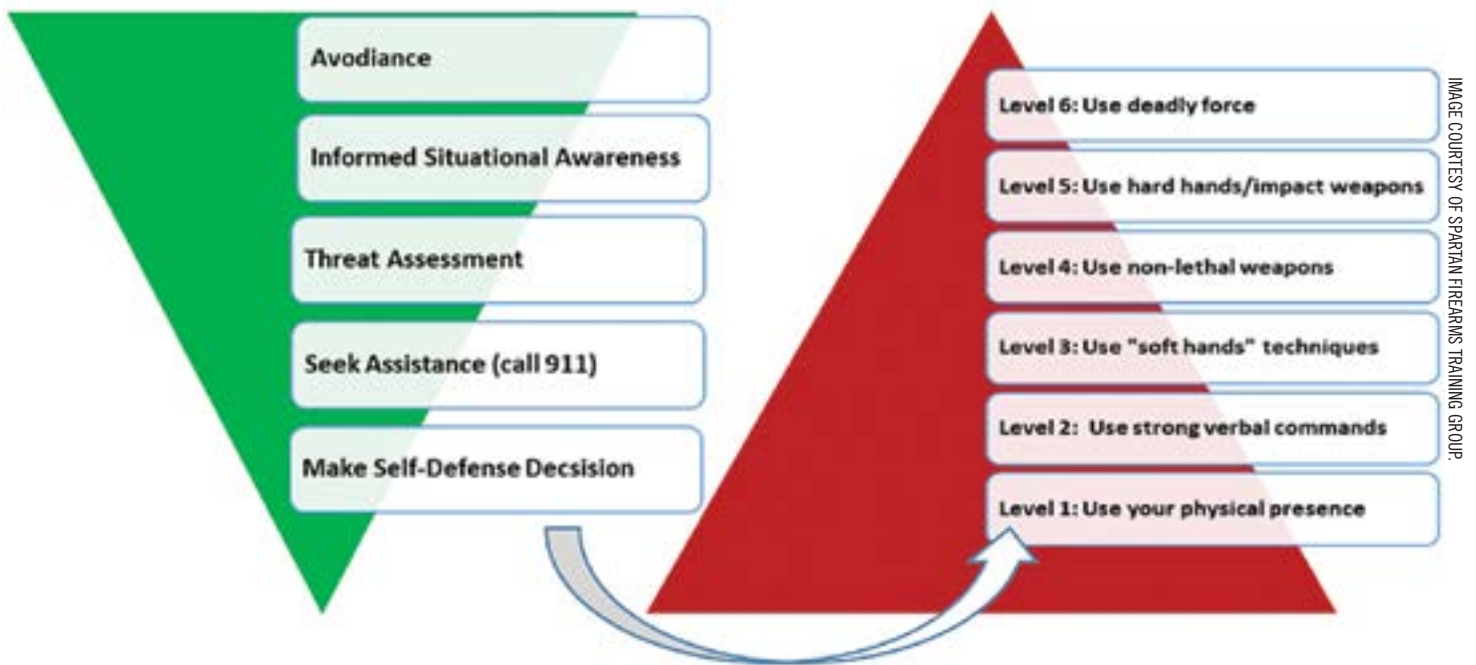 Avodiance
Informed Situational Awareness
Threat Assessment
Seek Assistance (call 911)
Make Self-Defense Decsision
Level 6: Use deadly force
Level 5: Use hard hands/impact weapons
Level 4: Use non-lethal weapons
Level 3: Use "soft hands" techniques
Level 2:  Use strong verbal commands
Level 1: Use your physical presence
IMAGE COURTESY OF SPARTAN FIREARMS TRAINING GROUP.